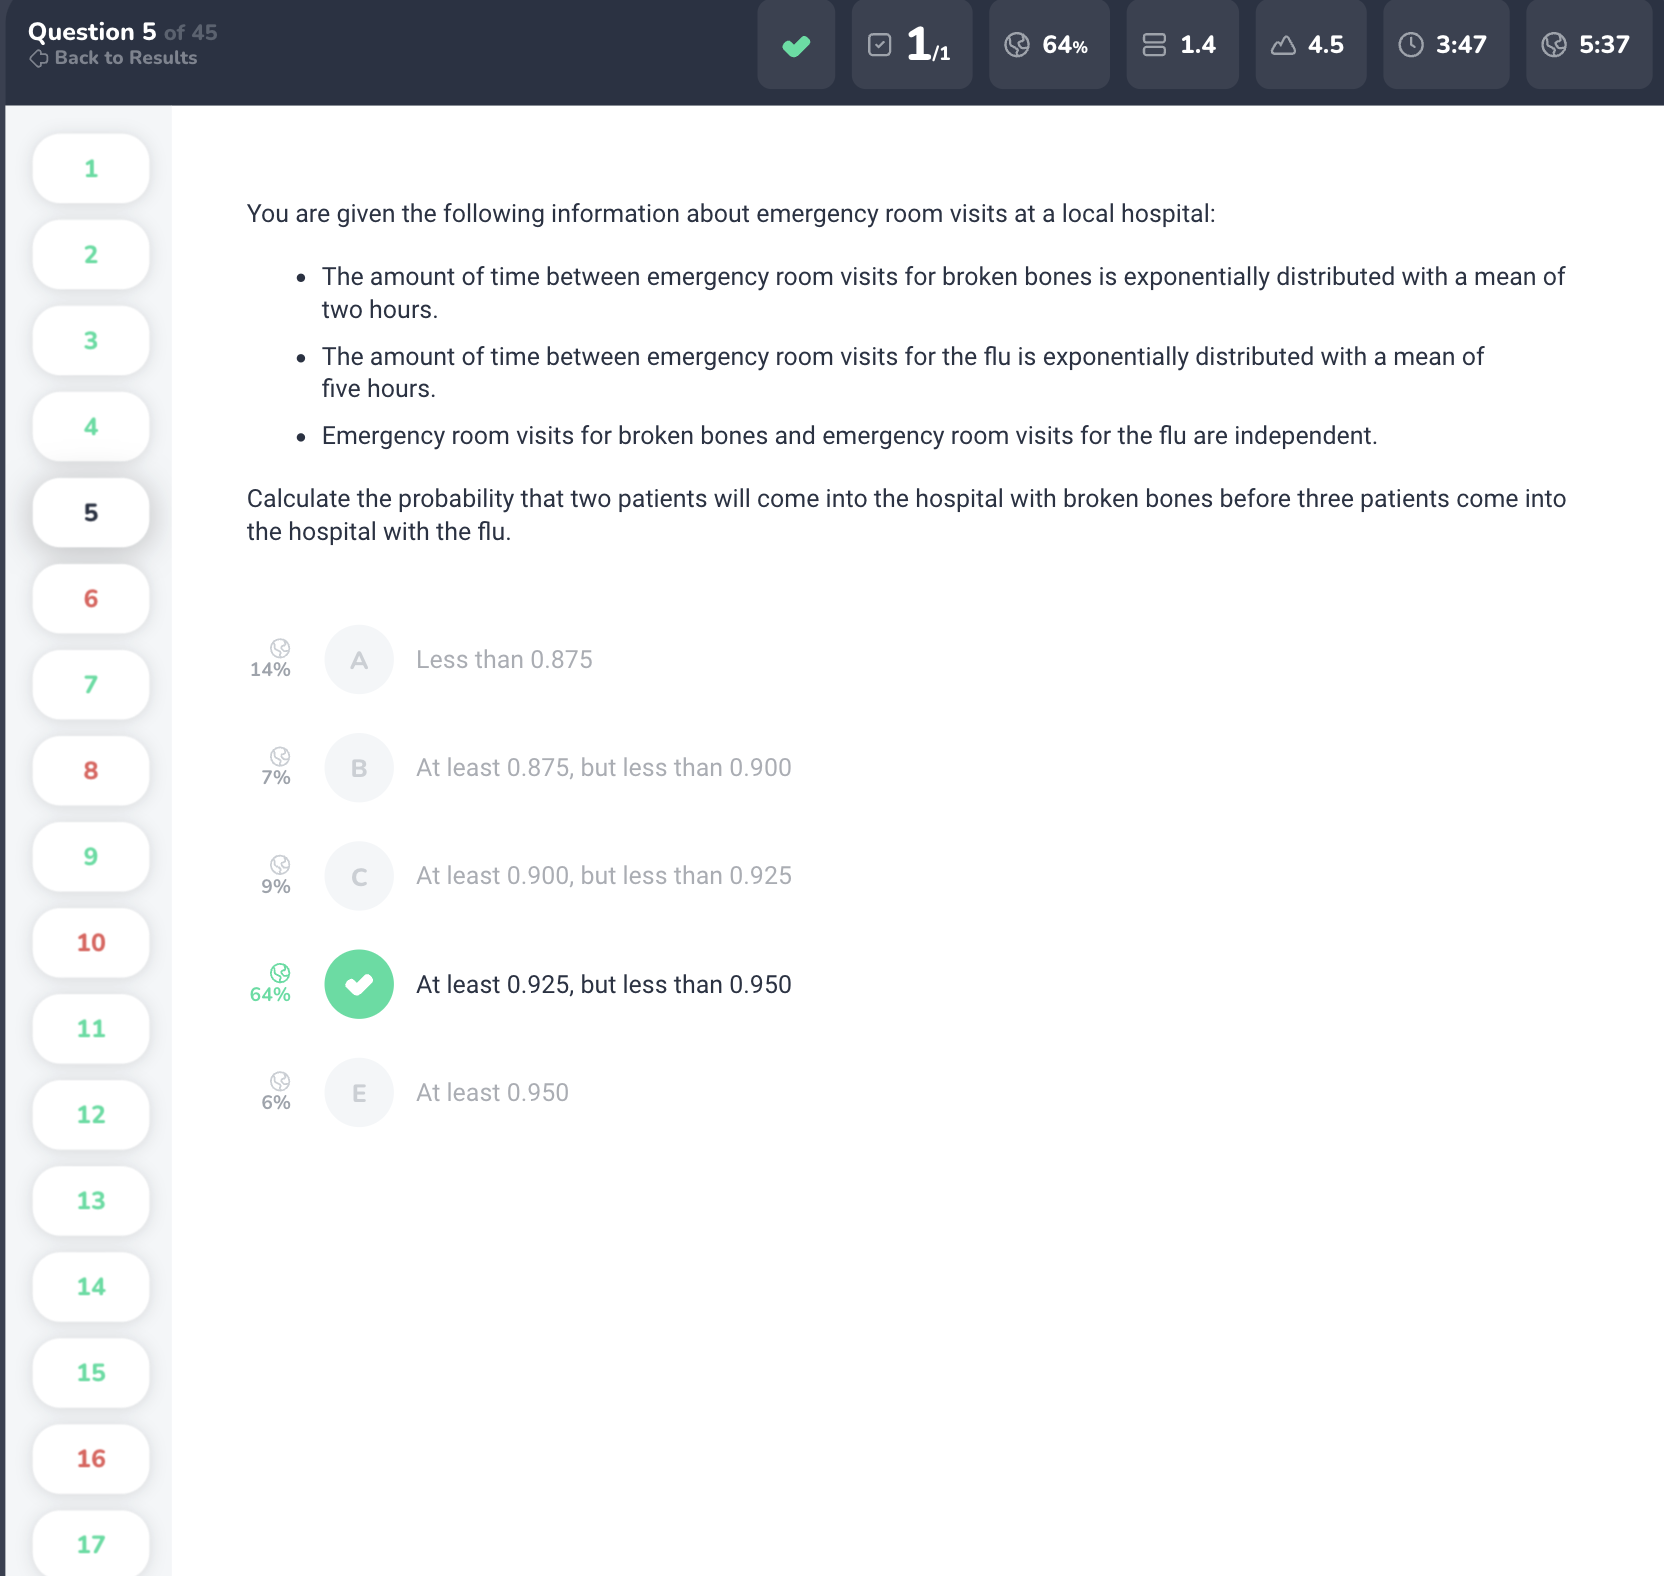 Question 5 of 45
Back to Results
1/1
64%
1.4
4.5
3:47
5:37
1
2
3
4
5
6
7
8
9
10
11
12
13
14
15
16
17
You are given the following information about emergency room visits at a local hospital:
• The amount of time between emergency room visits for broken bones is exponentially distributed with a mean of
two hours.
• The amount of time between emergency room visits for the flu is exponentially distributed with a mean of
five hours.
• Emergency room visits for broken bones and emergency room visits for the flu are independent.
Calculate the probability that two patients will come into the hospital with broken bones before three patients come into
the hospital with the flu.
14% A Less than 0.875
7% B At least 0.875, but less than 0.900
9% C At least 0.900, but less than 0.925
64% At least 0.925, but less than 0.950
6% E At least 0.950